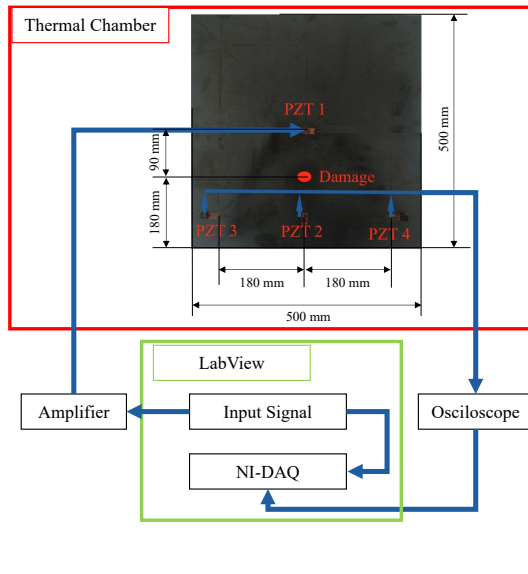 Thermal Chamber
PZT 1
500 mm
90 mm
Damage
180 mm
PZT 3
PZT 2
PZT 4
180 mm
180 mm
500 mm
LabView
Amplifier
Input Signal
Osciloscope
NI-DAQ